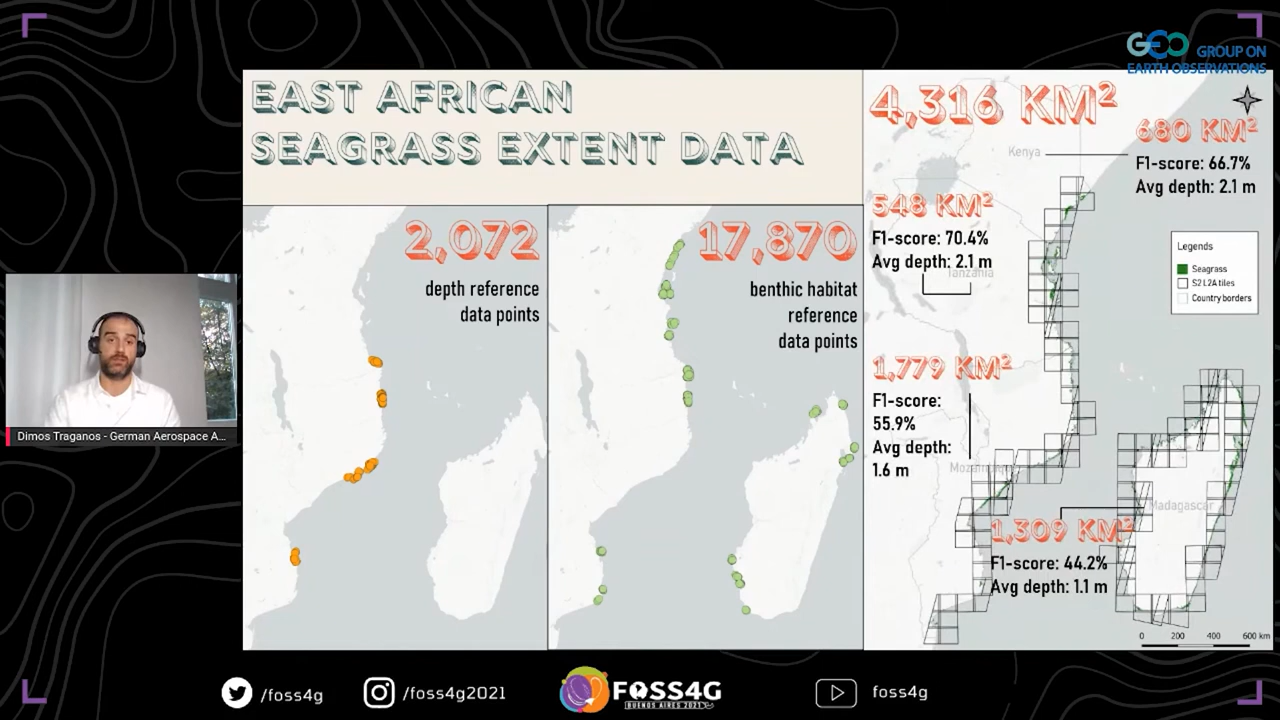 GEO GROUP ON
EARTH OBSERVATIONS
EAST AFRICAN
SEAGRASS EXTENT DATA
2,072
depth reference
data points
17,870
benthic habitat
reference
data points
4,316 KM²
680 KM²
Kenya
F1-score: 66.7%
Avg depth: 2.1 m
548 KM²
F1-score: 70.4%
Avg depth: 2.1 m
Tanzania
Legends
Seagrass
S2 L2A tiles
Country borders
1,779 KM²
F1-score:
55.9%
Avg depth:
1.6 m
Madagascar
1,309 KM²
F1-score: 44.2%
Avg depth: 1.1 m
0 200 400 600 km
Dimos Traganos - German Aerospace A...
/foss4g
/foss4g2021
FOSS4G
BUENOS AIRES 2021
foss4g